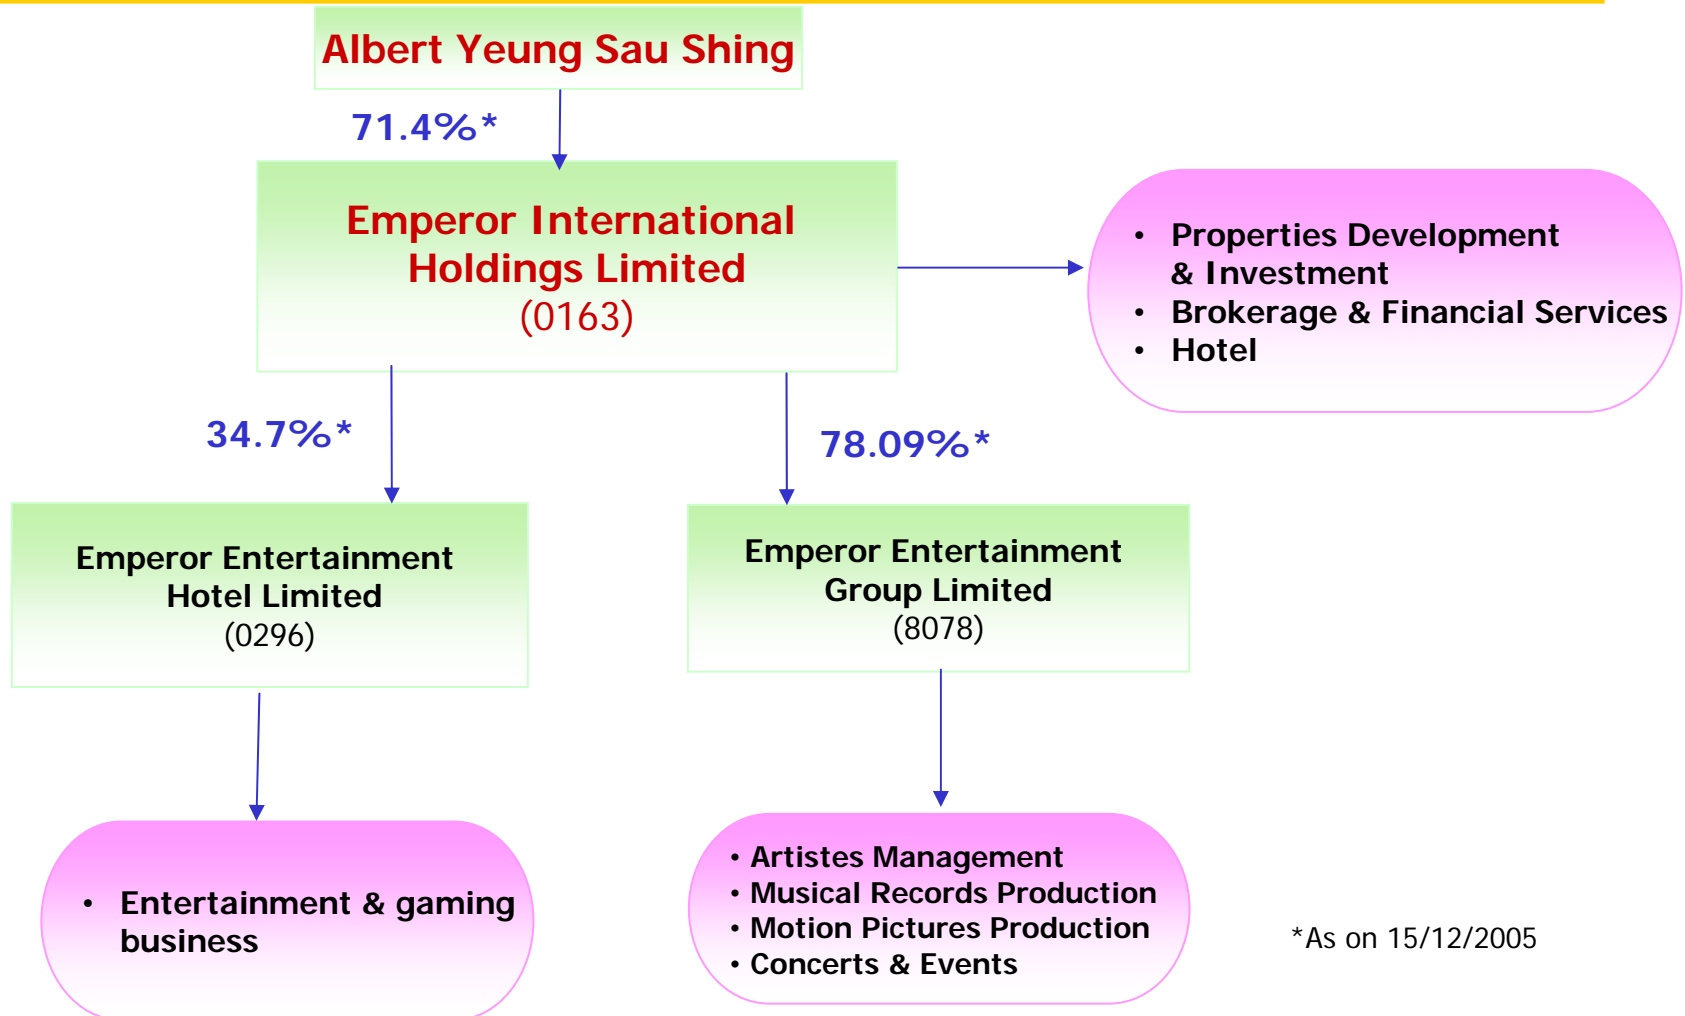 Albert Yeung Sau Shing
71.4%*
Emperor International
Holdings Limited
(0163)
• Properties Development
& Investment
• Brokerage & Financial Services
• Hotel
34.7%*
78.09%*
Emperor Entertainment
Hotel Limited
(0296)
Emperor Entertainment
Group Limited
(8078)
• Entertainment & gaming
business
• Artistes Management
• Musical Records Production
• Motion Pictures Production
• Concerts & Events
*As on 15/12/2005